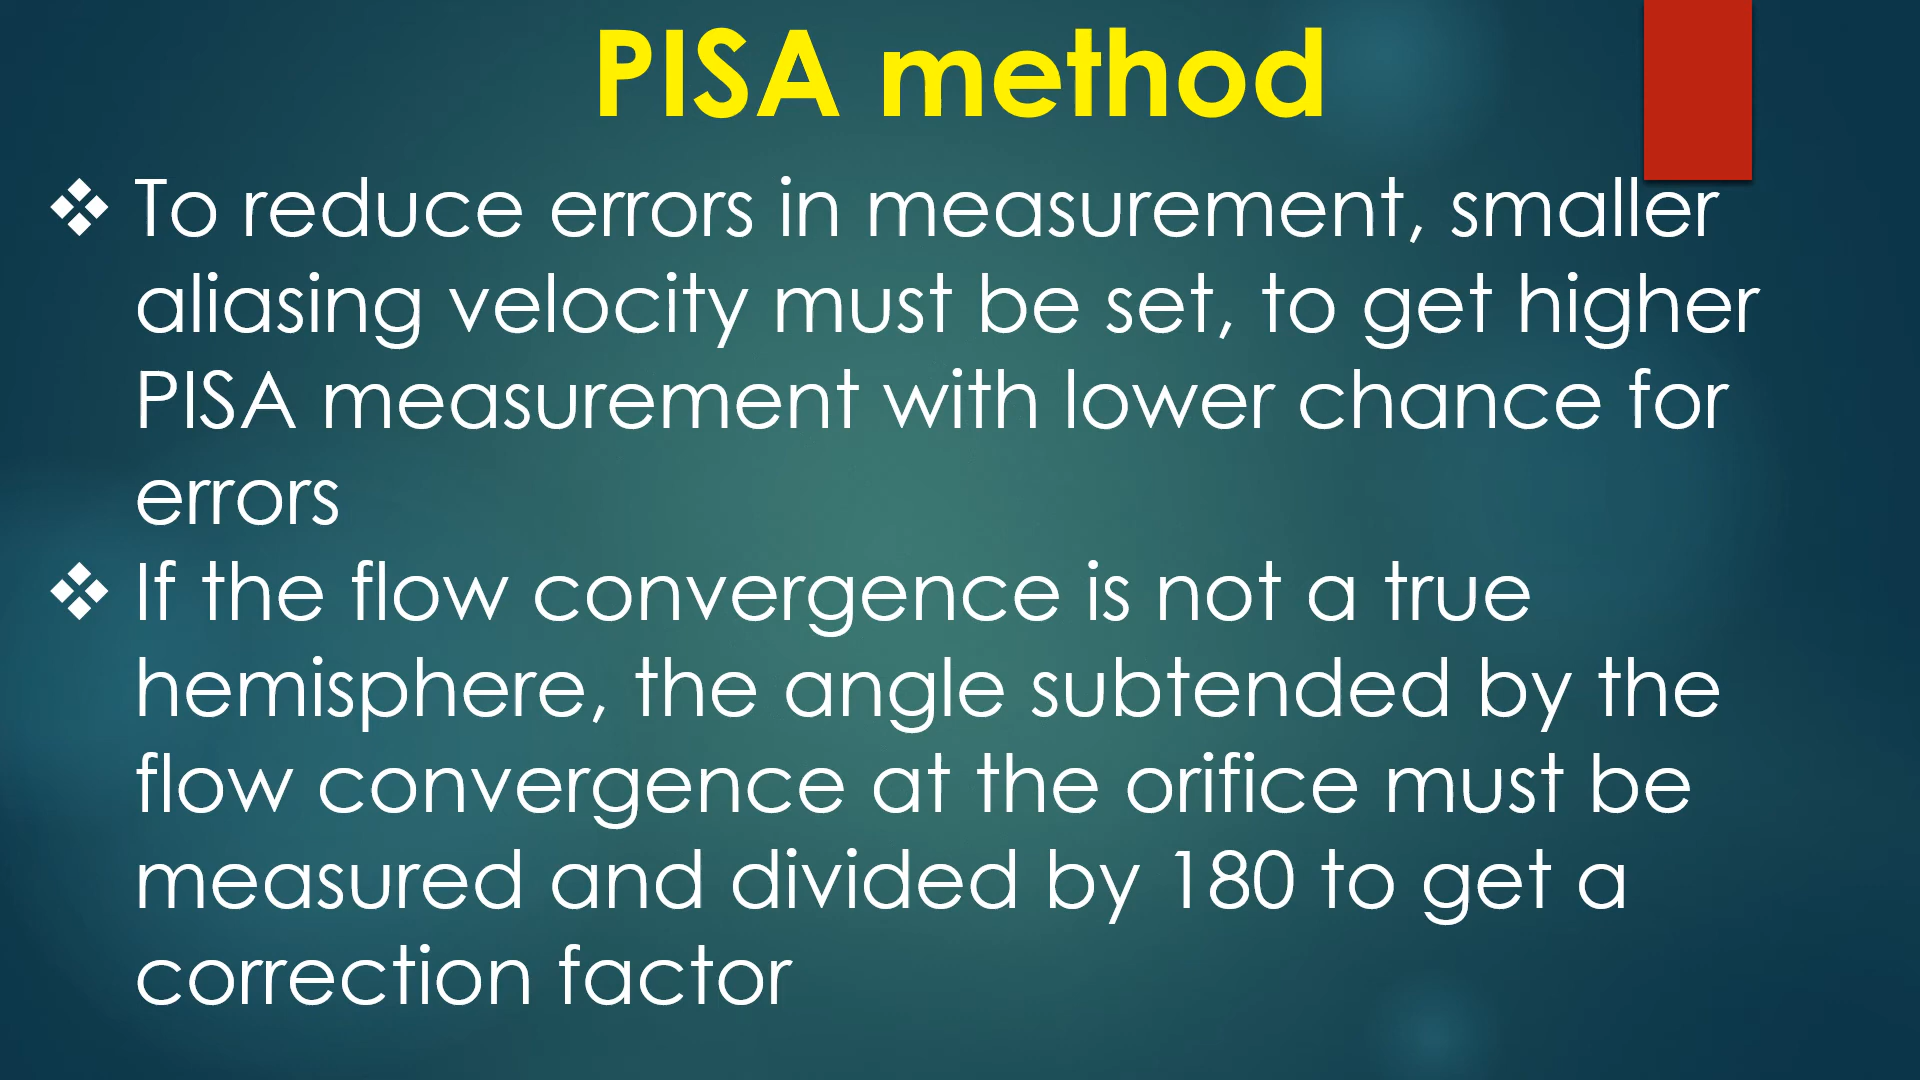 PISA method
❖ To reduce errors in measurement, smaller
aliasing velocity must be set, to get higher
PISA measurement with lower chance for
errors
❖ If the flow convergence is not a true
hemisphere, the angle subtended by the
flow convergence at the orifice must be
measured and divided by 180 to get a
correction factor